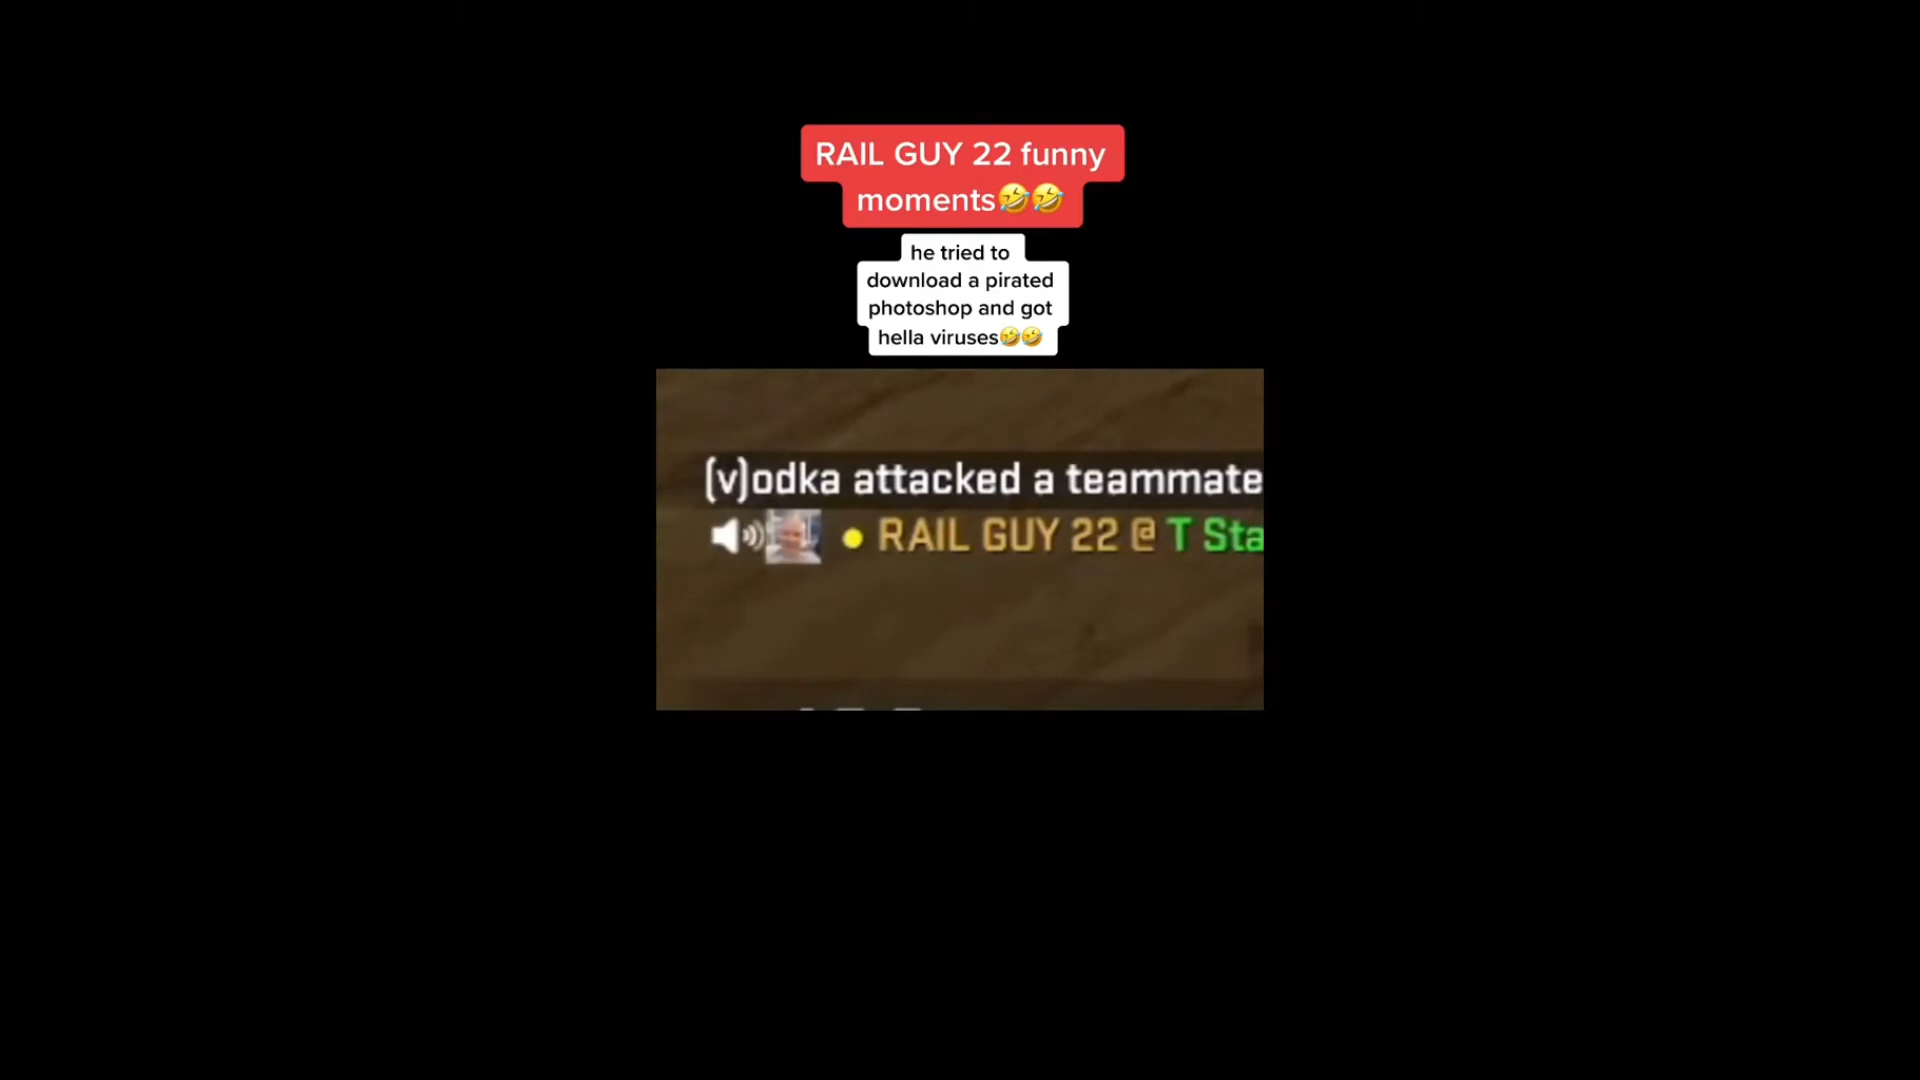 RAIL GUY 22 funny
moments🤣🤣
he tried to
download a pirated
photoshop and got
hella viruses🤣🤣
(v)odka attacked a teammate
RAIL GUY 22 @ T Sta